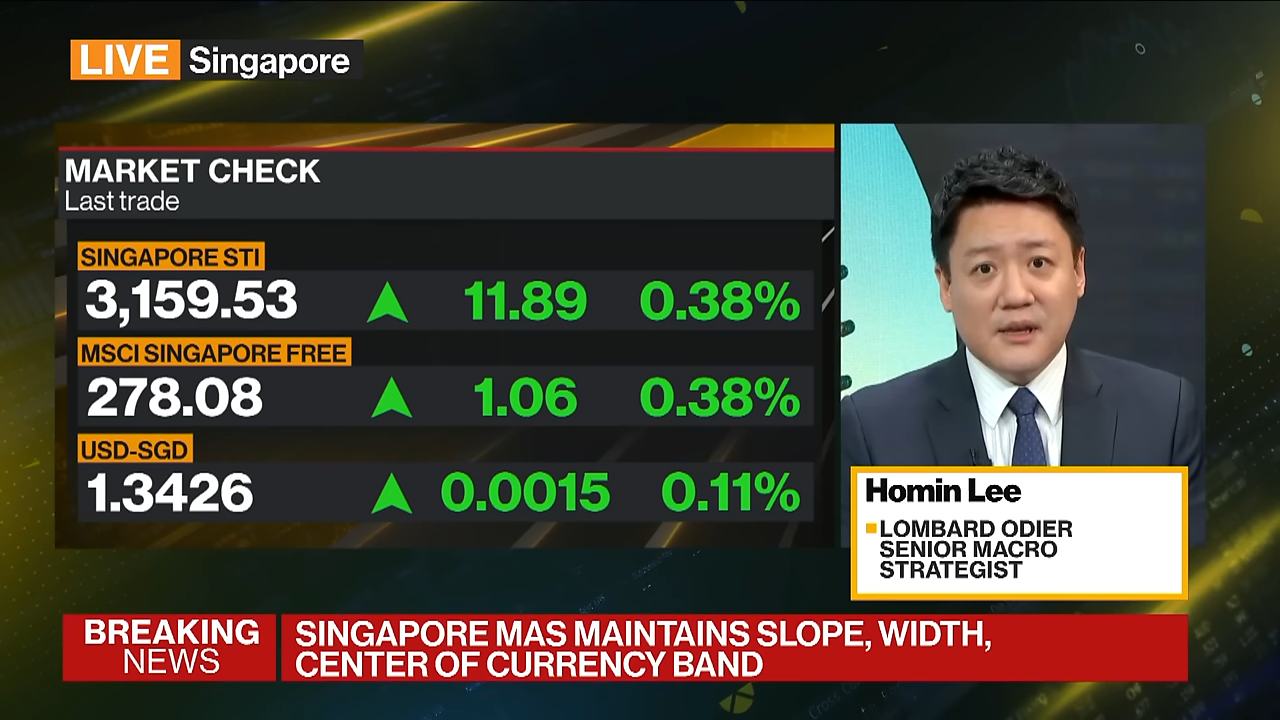 LIVE Singapore
MARKET CHECK
Last trade
SINGAPORE STI
3,159.53 ▲ 11.89 0.38%
MSCI SINGAPORE FREE
278.08 ▲ 1.06 0.38%
USD-SGD
1.3426 ▲ 0.0015 0.11%
Homin Lee
LOMBARD ODIER
SENIOR MACRO
STRATEGIST
BREAKING
NEWS
SINGAPORE MAS MAINTAINS SLOPE, WIDTH,
CENTER OF CURRENCY BAND